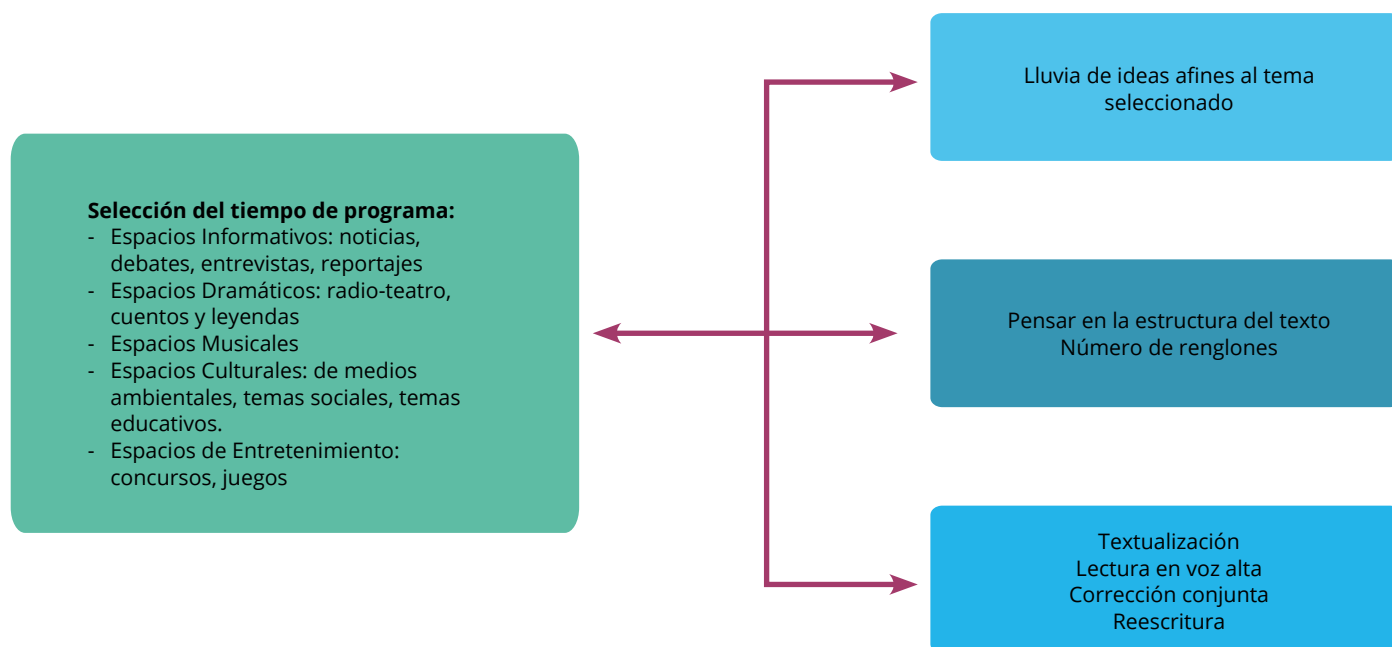 Selección del tiempo de programa:
- Espacios Informativos: noticias,
debates, entrevistas, reportajes
- Espacios Dramáticos: radio-teatro,
cuentos y leyendas
- Espacios Musicales
- Espacios Culturales: de medios
ambientales, temas sociales, temas
educativos.
- Espacios de Entretenimiento:
concursos, juegos
Lluvia de ideas afines al tema
seleccionado
Pensar en la estructura del texto
Número de renglones
Textualización
Lectura en voz alta
Corrección conjunta
Reescritura